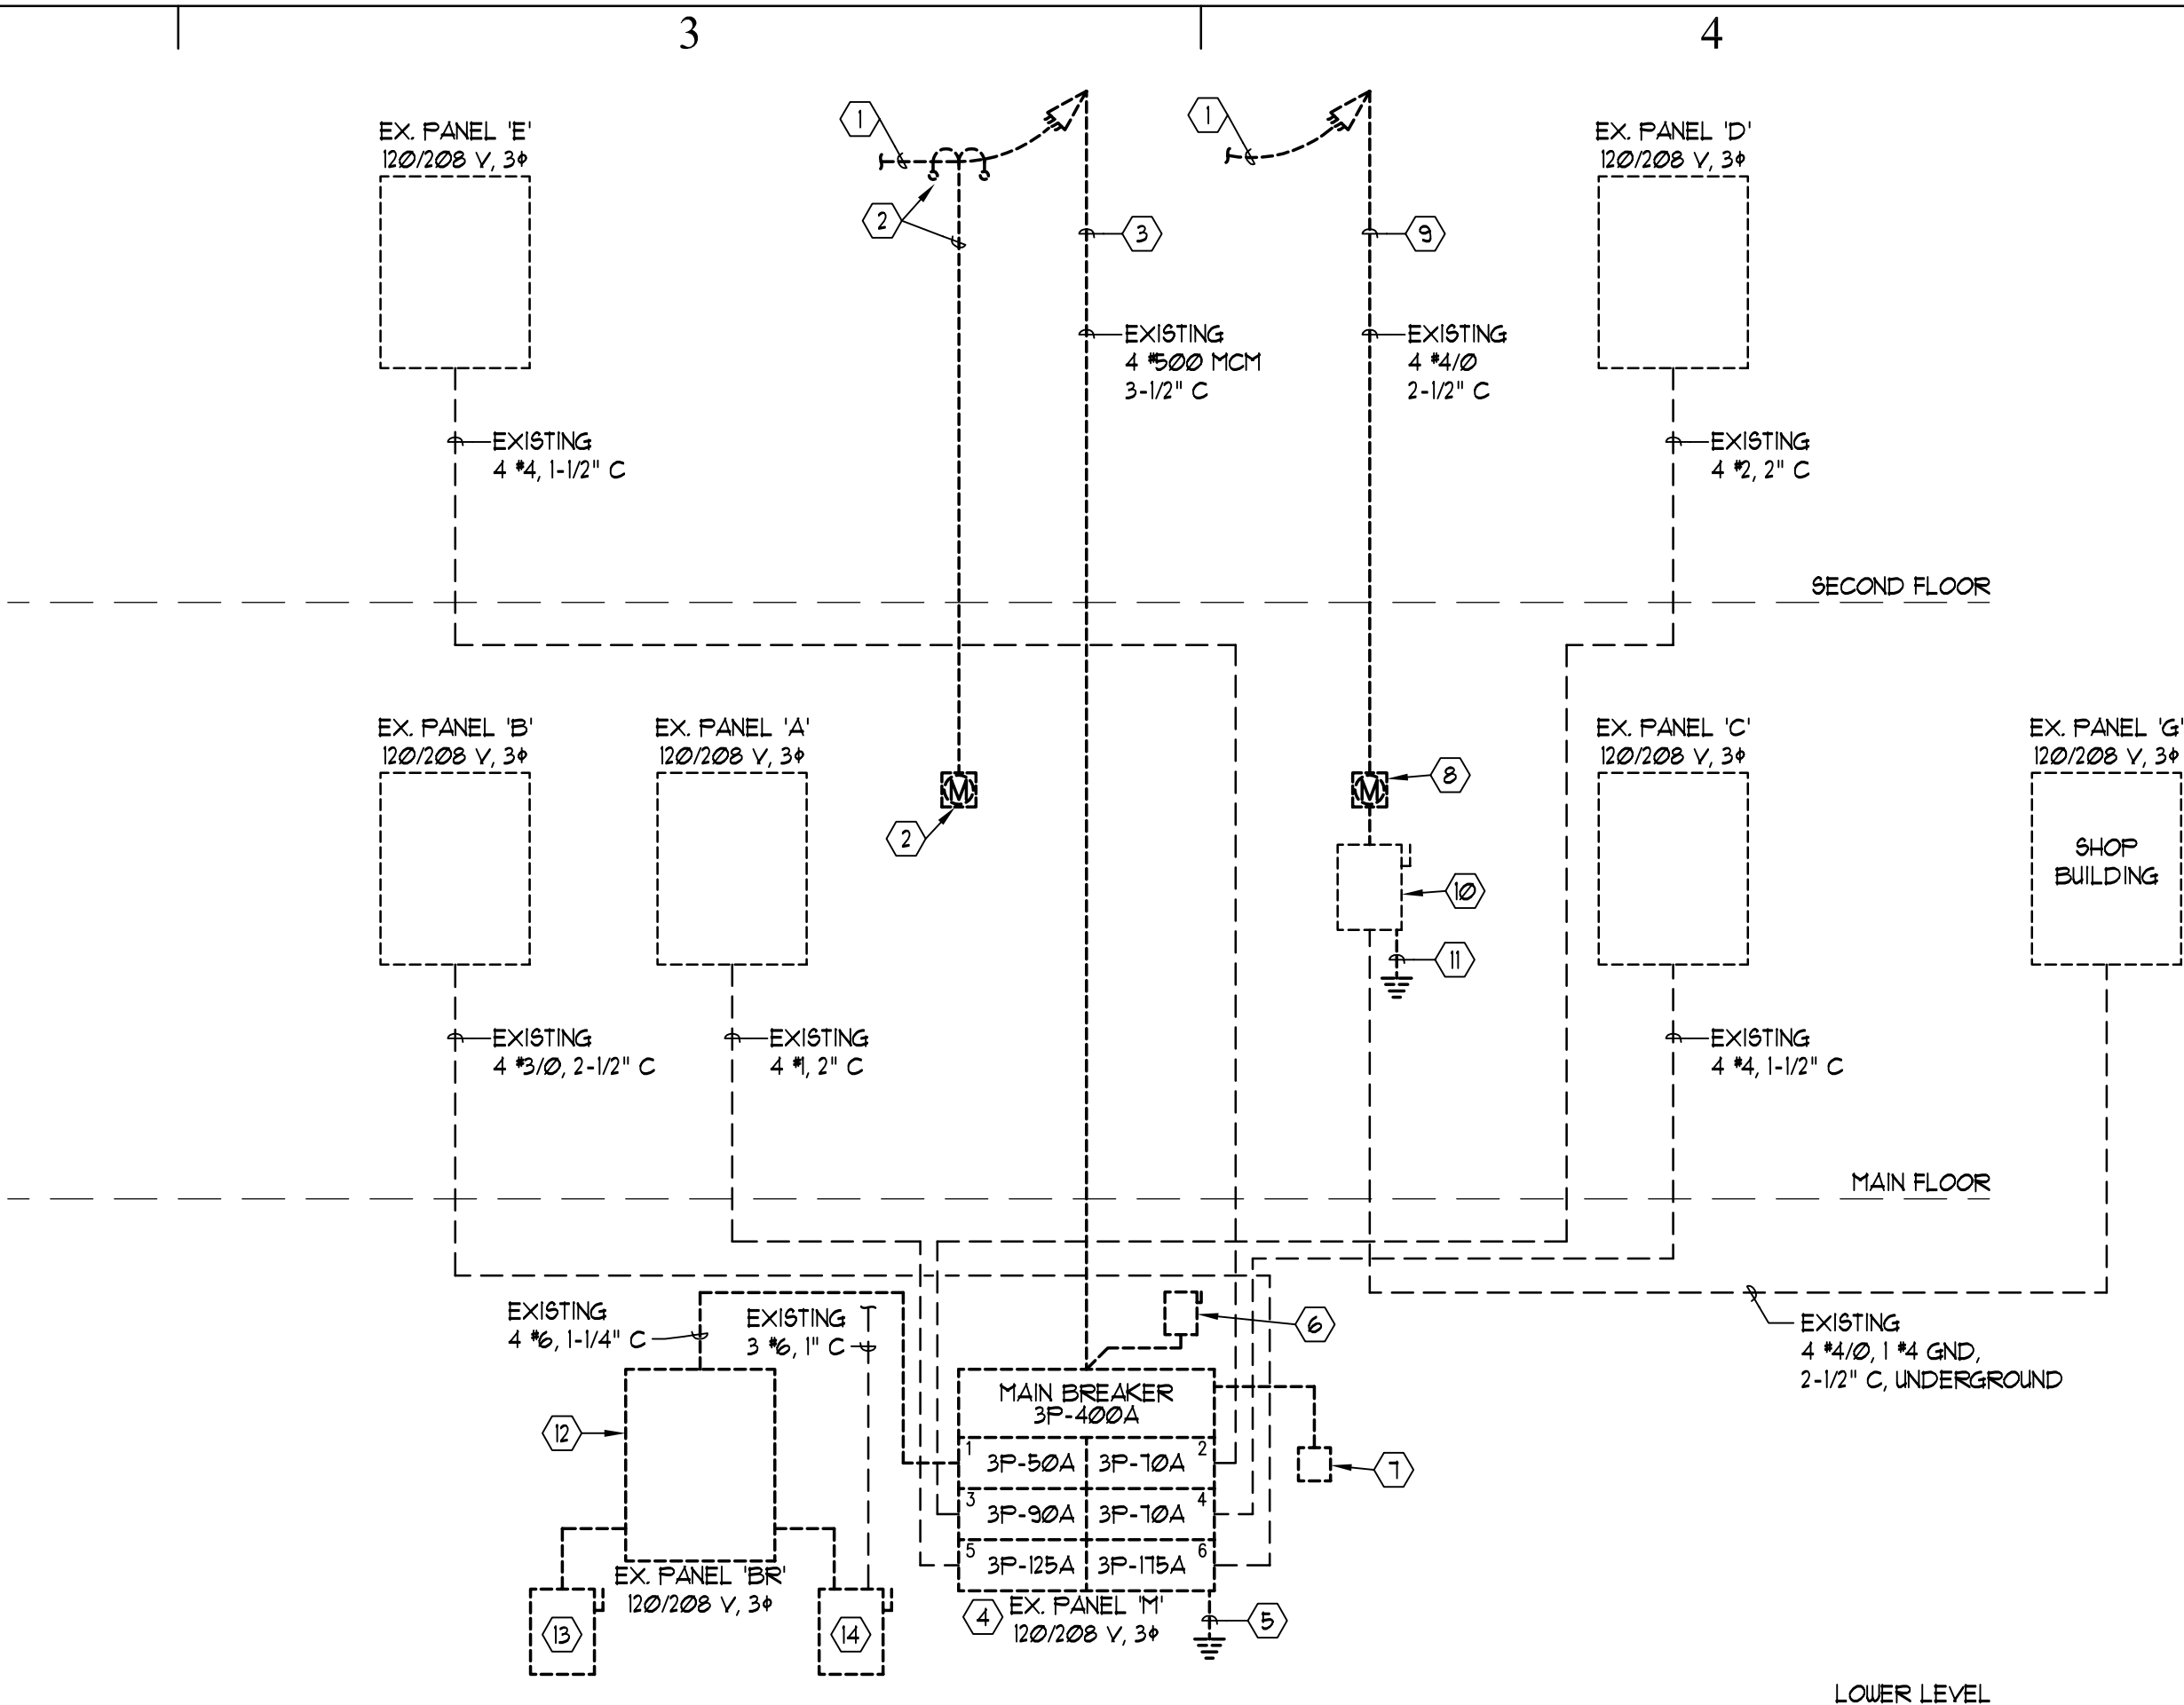 3
4
1
1
EX. PANEL 'E'
120/208 V, 3ϕ
EX. PANEL 'D'
120/208 V, 3ϕ
2
3
9
EXISTING
4 #500 MCM
3-1/2" C
EXISTING
4 #4/0
2-1/2" C
EXISTING
4 #4, 1-1/2" C
EXISTING
4 #2, 2" C
SECOND FLOOR
EX. PANEL 'B'
120/208 V, 3ϕ
EX. PANEL 'A'
120/208 V, 3ϕ
EX. PANEL 'C'
120/208 V, 3ϕ
EX. PANEL 'G'
120/208 V, 3ϕ
M
M
8
2
SHOP
BUILDING
10
11
EXISTING
4 #3/0, 2-1/2" C
EXISTING
4 #1, 2" C
EXISTING
4 #4, 1-1/2" C
MAIN FLOOR
EXISTING
4 #6, 1-1/4" C
EXISTING
3 #6, 1" C
6
EXISTING
4 #4/0, 1 #4 GND,
2-1/2" C, UNDERGROUND
MAIN BREAKER
3P-400A
12
1 3P-50A
3P-70A 2
7
3 3P-90A
3P-70A 4
5 3P-125A
3P-175A 6
EX. PANEL 'BR'
120/208 V, 3ϕ
13
14
4
EX. PANEL 'M'
120/208 V, 3ϕ
5
LOWER LEVEL